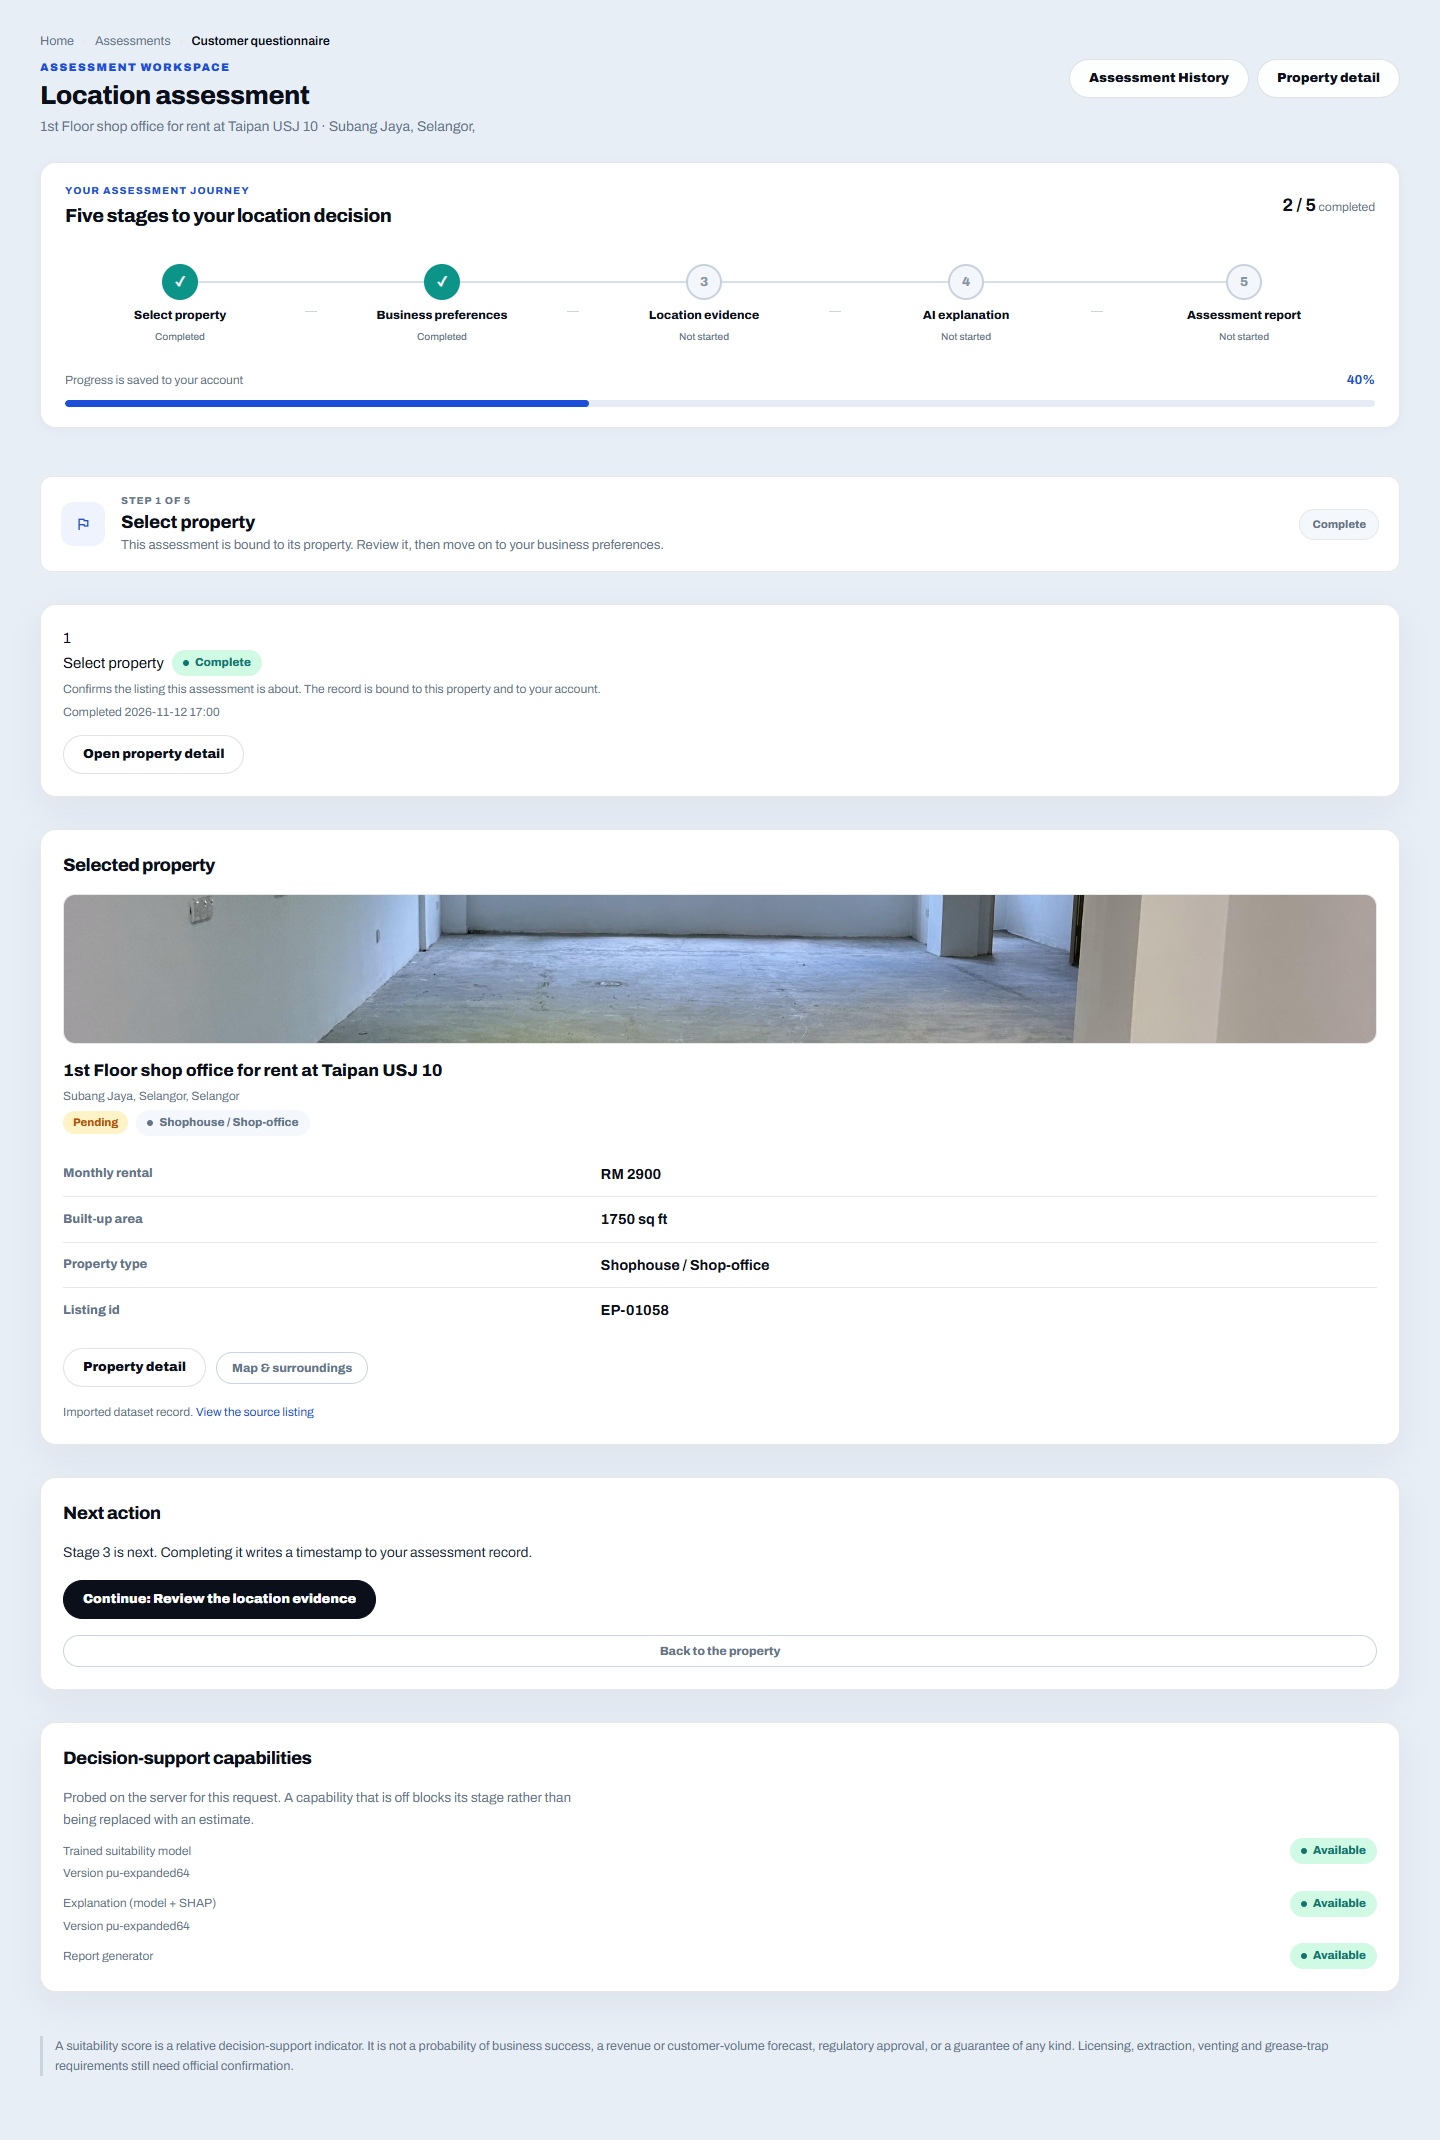 Home Assessments Customer questionnaire
ASSESSMENT WORKSPACE
Location assessment
1st Floor shop office for rent at Taipan USJ 10 · Subang Jaya, Selangor,
Assessment History
Property detail
YOUR ASSESSMENT JOURNEY
Five stages to your location decision
2 / 5 completed
3
4
5
Select property
Completed
Business preferences
Completed
Location evidence
Not started
AI explanation
Not started
Assessment report
Not started
Progress is saved to your account
40%
STEP 1 OF 5
Select property
This assessment is bound to its property. Review it, then move on to your business preferences.
Complete
1
Select property
Complete
Confirms the listing this assessment is about. The record is bound to this property and to your account.
Completed 2026-11-12 17:00
Open property detail
Selected property
1st Floor shop office for rent at Taipan USJ 10
Subang Jaya, Selangor, Selangor
Pending
Shophouse / Shop-office
Monthly rental
RM 2900
Built-up area
1750 sq ft
Property type
Shophouse / Shop-office
Listing id
EP-01058
Property detail
Map & surroundings
Imported dataset record. View the source listing
Next action
Stage 3 is next. Completing it writes a timestamp to your assessment record.
Continue: Review the location evidence
Back to the property
Decision-support capabilities
Probed on the server for this request. A capability that is off blocks its stage rather than
being replaced with an estimate.
Trained suitability model
Version pu-expanded64
Available
Explanation (model + SHAP)
Version pu-expanded64
Available
Report generator
Available
A suitability score is a relative decision-support indicator. It is not a probability of business success, a revenue or customer-volume forecast, regulatory approval, or a guarantee of any kind. Licensing, extraction, venting and grease-trap
requirements still need official confirmation.